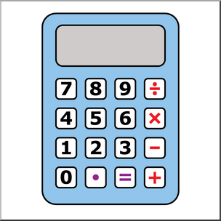 7 8 9 ÷
4 5 6 ×
1 2 3 −
0 • = +